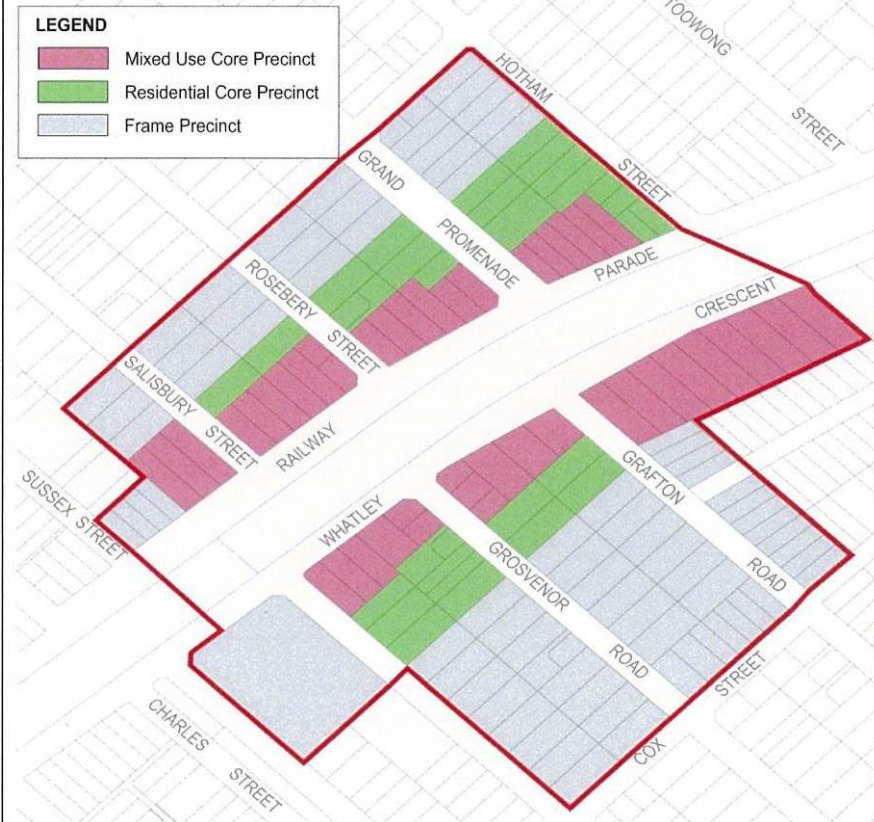 LEGEND
Mixed Use Core Precinct
Residential Core Precinct
Frame Precinct
TOOWONG
STREET
HOTHAM
STREET
GRAND
PROMENADE
PARADE
CRESCENT
ROSEBERY
STREET
SALISBURY
STREET
RAILWAY
SUSSEX STREET
WHATLEY
GRAFTON
ROAD
GROSVENOR
ROAD
STREET
COX
CHARLES
STREET